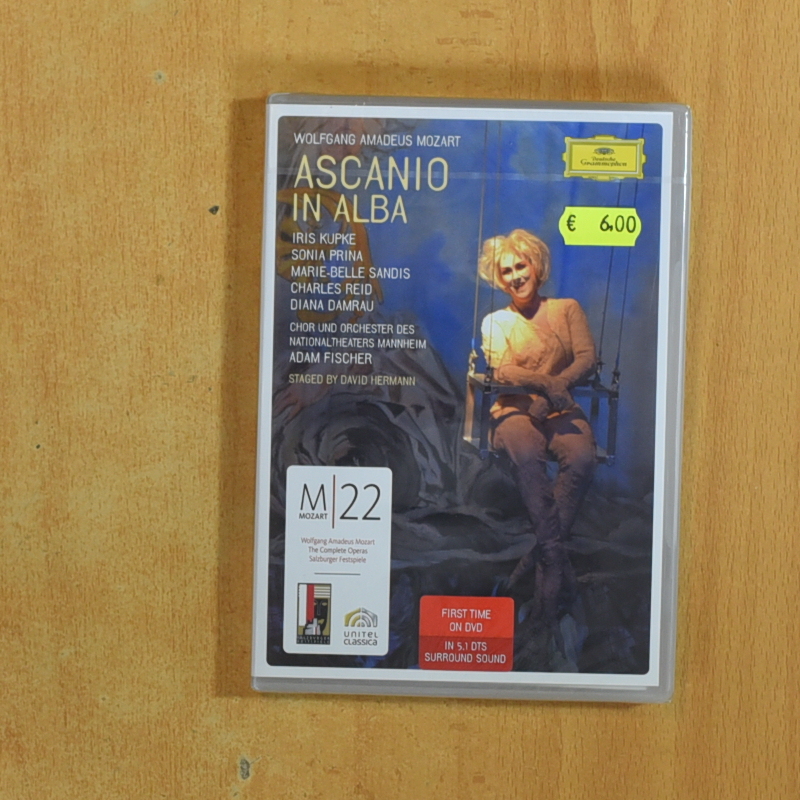 WOLFGANG AMADEUS MOZART
ASCANIO
IN ALBA
IRIS KUPKE
SONIA PRINA
MARIE-BELLE SANDIS
CHARLES REID
DIANA DAMRAU
CHOR UND ORCHESTER DES
NATIONALTHEATERS MANNHEIM
ADAM FISCHER
STAGED BY DAVID HERMANN
Deutsche
Grammophon
€ 6,00
M 22
MOZART
Wolfgang Amadeus Mozart
The Complete Operas
Salzburger Festspiele
UNITEL
CLASSICA
FIRST TIME
ON DVD
IN 5.1 DTS
SURROUND SOUND